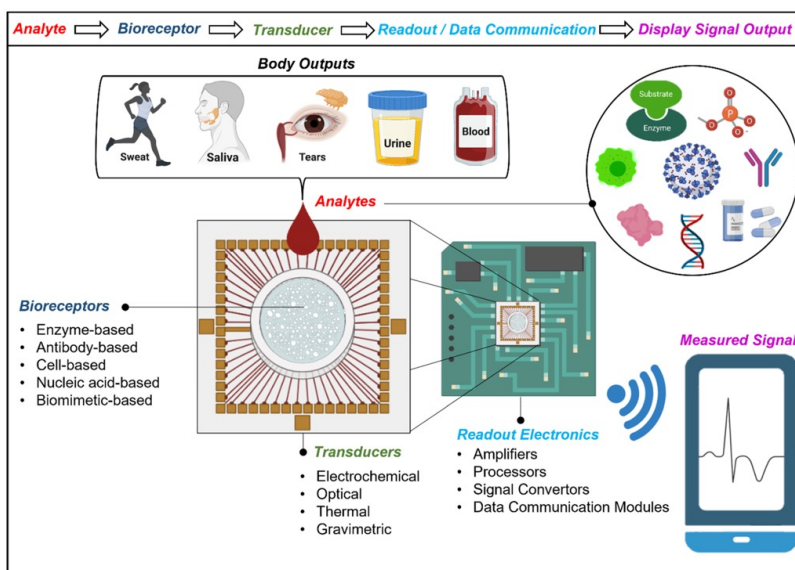 Analyte Bioreceptor Transducer Readout / Data Communication Display Signal Output
Body Outputs
Sweat
Saliva
Tears
Urine
Blood
Substrate
Enzyme
O
O
P
O
O
Analytes
Bioreceptors
• Enzyme-based
• Antibody-based
• Cell-based
• Nucleic acid-based
• Biomimetic-based
Transducers
• Electrochemical
• Optical
• Thermal
• Gravimetric
Readout Electronics
• Amplifiers
• Processors
• Signal Convertors
• Data Communication Modules
Measured Signal